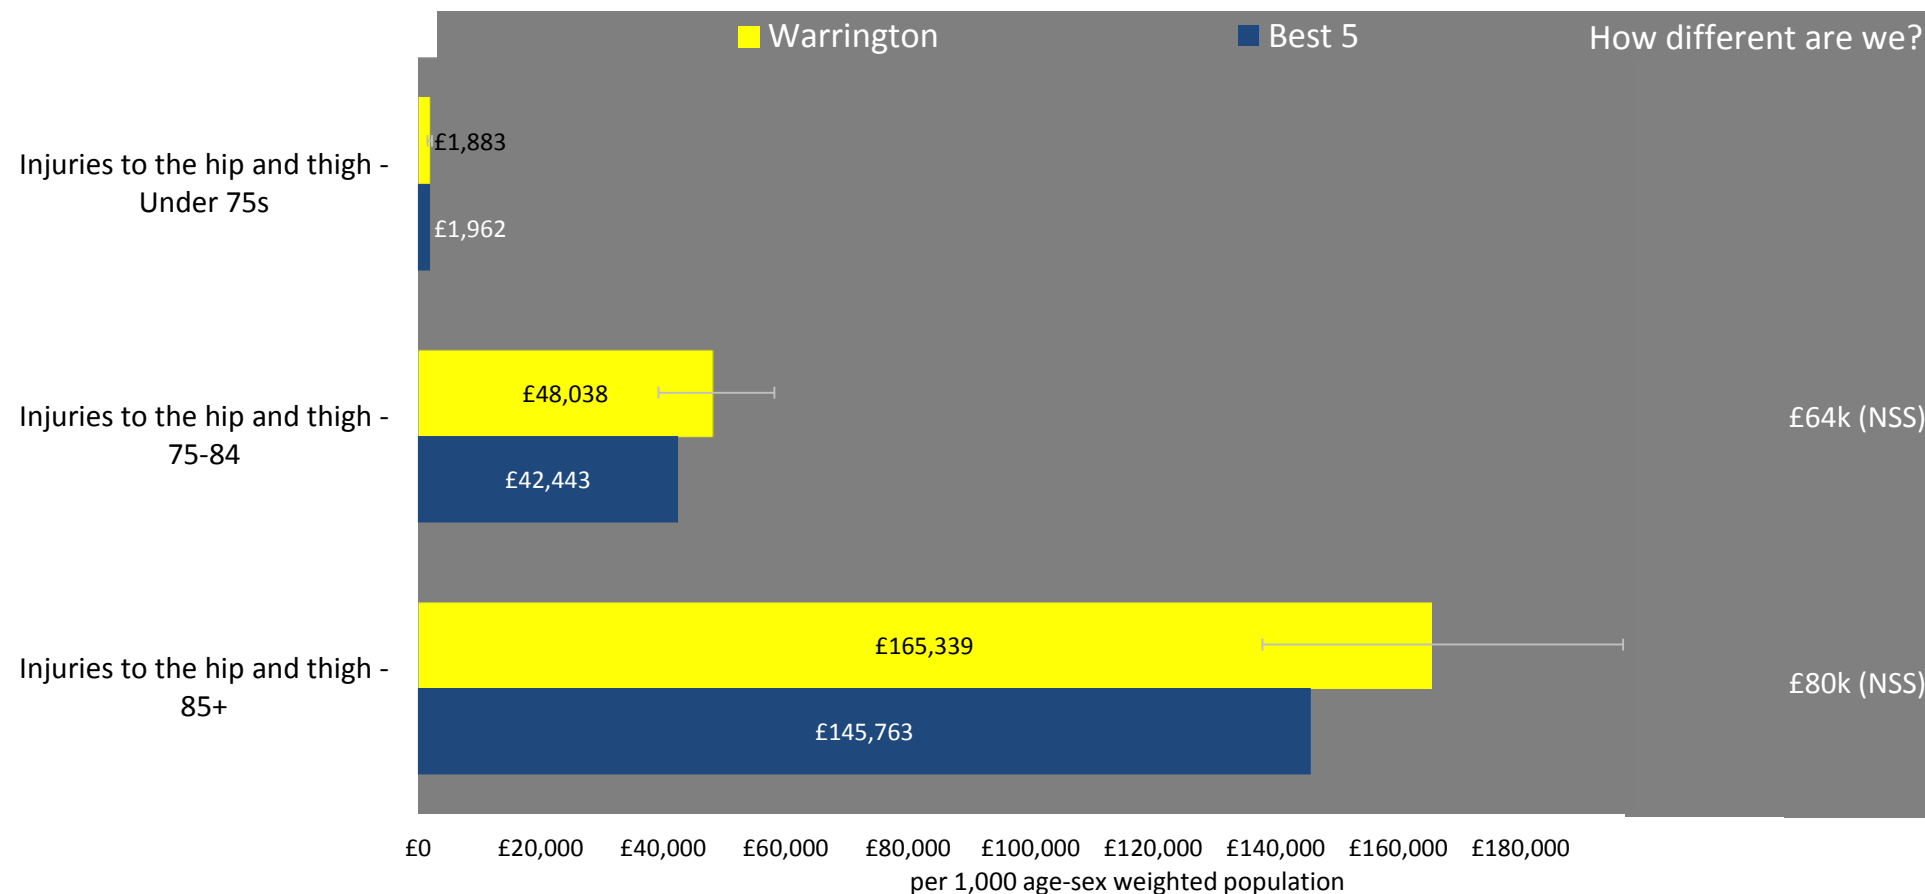 Warrington
Best 5
How different are we?
£1,883
Injuries to the hip and thigh -
Under 75s
£1,962
£48,038
Injuries to the hip and thigh -
75-84
£64k (NSS)
£42,443
£165,339
Injuries to the hip and thigh -
85+
£80k (NSS)
£145,763
£0 £20,000 £40,000 £60,000 £80,000 £100,000 £120,000 £140,000 £160,000 £180,000
per 1,000 age-sex weighted population